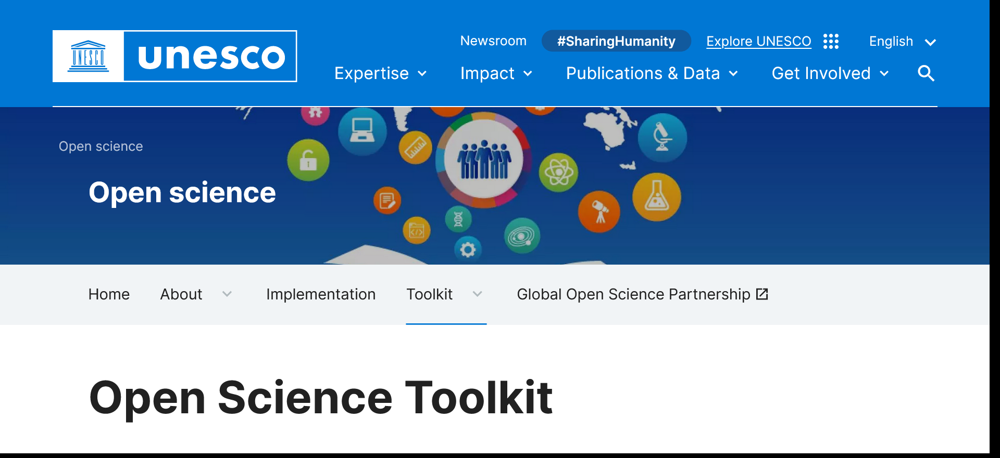 UNESCO
unesco
Newsroom
#SharingHumanity
Explore UNESCO
English
Expertise
Impact
Publications & Data
Get Involved
Open science
Open science
Home
About
Implementation
Toolkit
Global Open Science Partnership
Open Science Toolkit